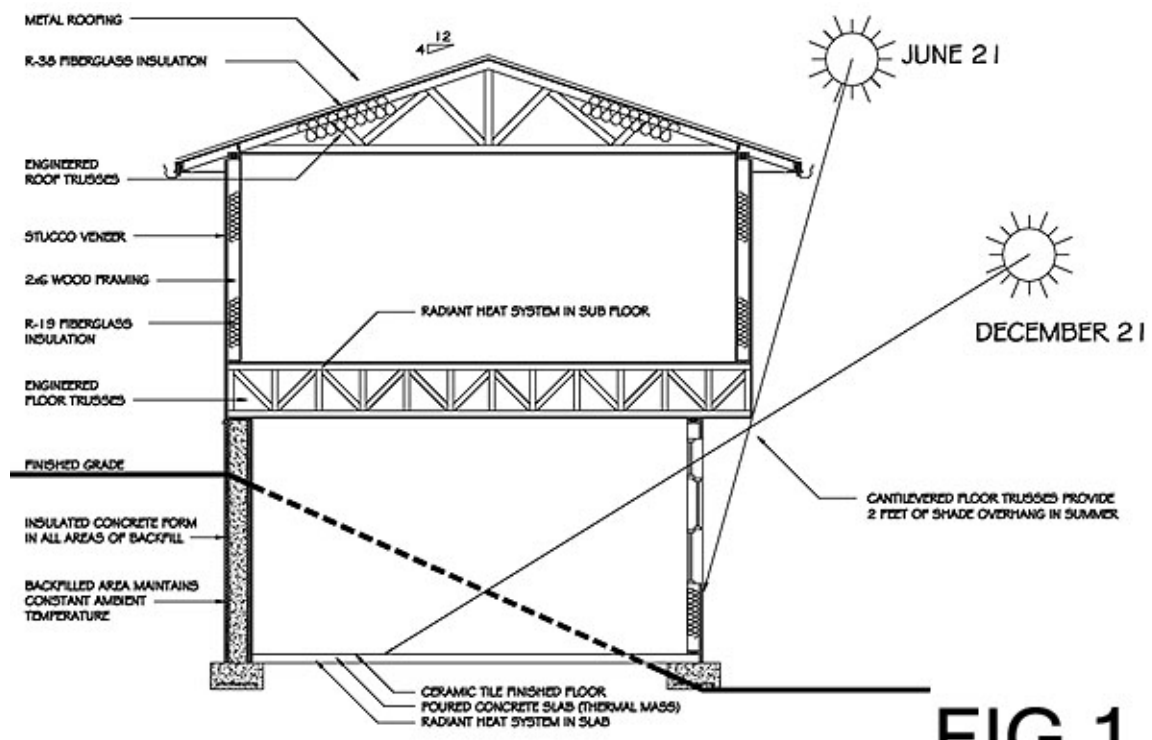 METAL ROOFING
R-38 FIBERGLASS INSULATION
12
4
JUNE 21
ENGINEERED
ROOF TRUSSES
STUCCO VENEER
2x6 WOOD FRAMING
R-19 FIBERGLASS
INSULATION
RADIANT HEAT SYSTEM IN SUB FLOOR
DECEMBER 21
ENGINEERED
FLOOR TRUSSES
FINISHED GRADE
CANTILEVERED FLOOR TRUSSES PROVIDE
2 FEET OF SHADE OVERHANG IN SUMMER
INSULATED CONCRETE FORM
IN ALL AREAS OF BACKFILL
BACKFILLED AREA MAINTAINS
CONSTANT AMBIENT
TEMPERATURE
CERAMIC TILE FINISHED FLOOR
POURED CONCRETE SLAB (THERMAL MASS)
RADIANT HEAT SYSTEM IN SLAB
FIG 1